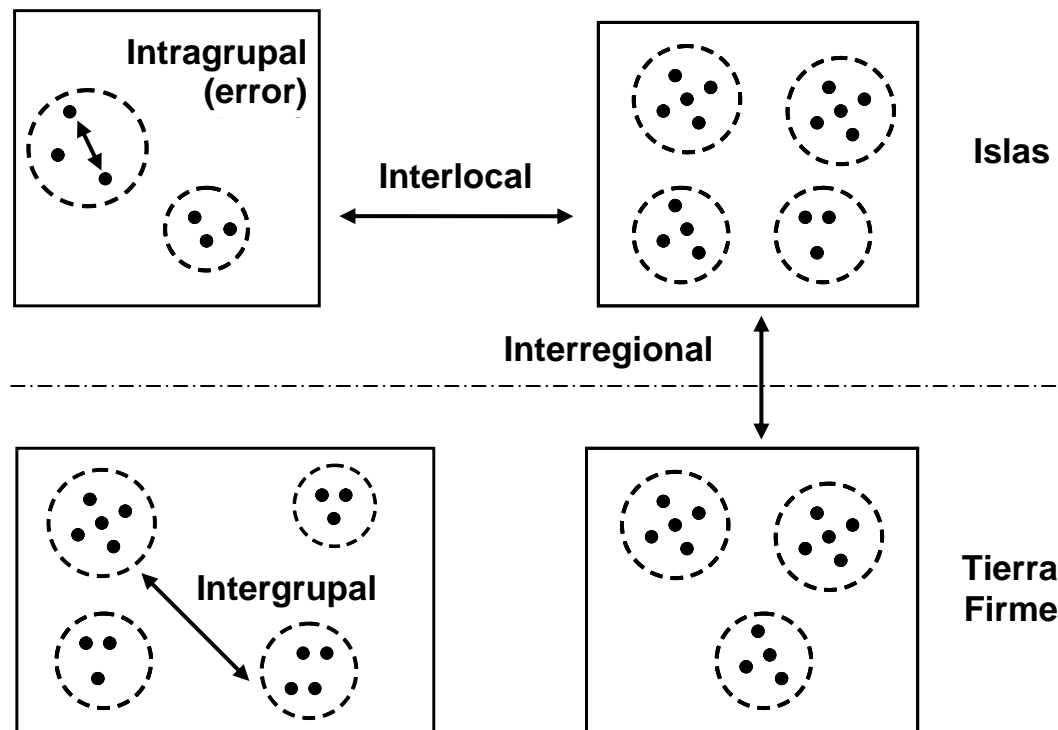 Intragrupal
(error)
Interlocal
Islas
Interregional
Intergrupal
Tierra
Firme